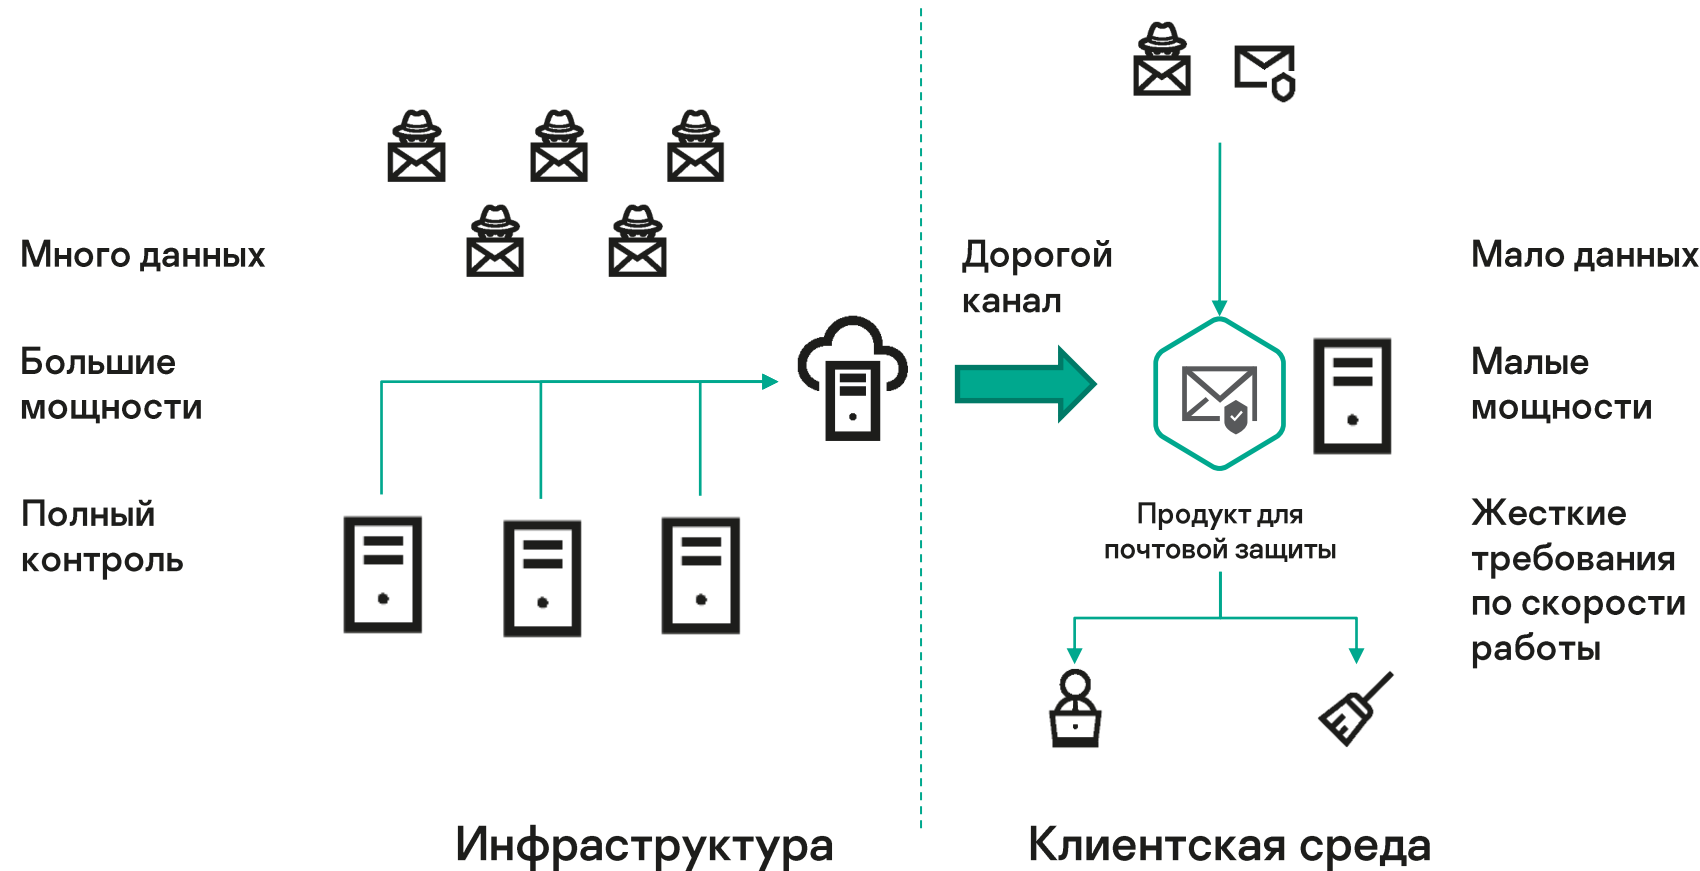 Много данных
Большие
мощности
Полный
контроль
Инфраструктура
Дорогой
канал
Продукт для
почтовой защиты
Мало данных
Малые
мощности
Жесткие
требования
по скорости
работы
Клиентская среда